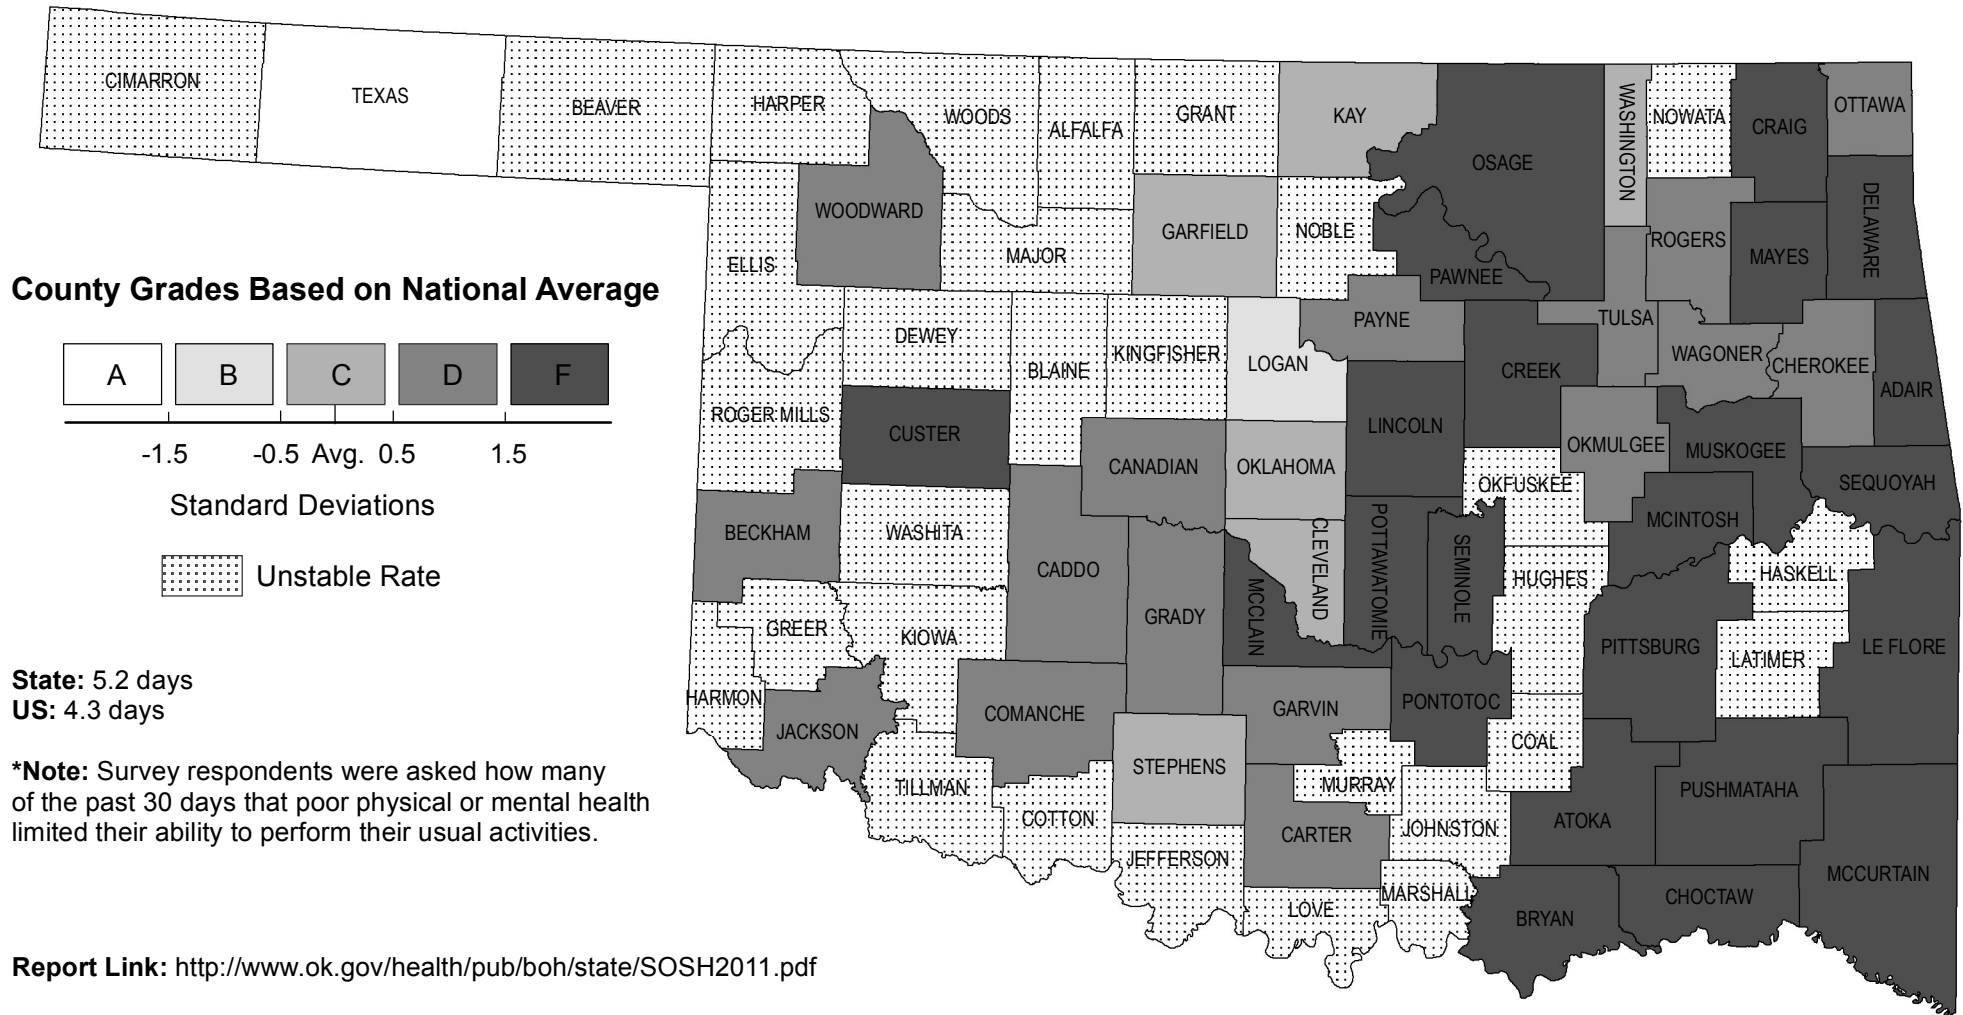 CIMARRON
TEXAS
BEAVER
HARPER
WOODS
ALFALFA
GRANT
KAY
OSAGE
WASHINGTON
NOWATA
CRAIG
OTTAWA
DELAWARE
WOODWARD
ELLIS
MAJOR
GARFIELD
NOBLE
PAWNEE
ROGERS
MAYES
County Grades Based on National Average
A B C D F
-1.5 -0.5 Avg. 0.5 1.5
Standard Deviations
Unstable Rate
DEWEY
BLAINE
KINGFISHER
LOGAN
PAYNE
TULSA
WAGONER
CHEROKEE
ADAIR
CREEK
ROGER MILLS
CUSTER
CANADIAN
OKLAHOMA
LINCOLN
OKMULGEE
MUSKOGEE
SEQUOYAH
OKFUSKEE
MCINTOSH
BECKHAM
WASHITA
CADDO
GRADY
MCCLAIN
CLEVELAND
POTTAWATOMIE
SEMINOLE
HUGHES
HASKELL
GREER
KIOWA
PITTSBURG
LATIMER
LE FLORE
HARMON
JACKSON
COMANCHE
GARVIN
PONTOTOC
COAL
STEPHENS
TILLMAN
COTTON
MURRAY
JOHNSTON
ATOKA
PUSHMATAHA
CARTER
JEFFERSON
LOVE
MARSHALL
BRYAN
CHOCTAW
MCCURTAIN
State: 5.2 days
US: 4.3 days
*Note: Survey respondents were asked how many
of the past 30 days that poor physical or mental health
limited their ability to perform their usual activities.
Report Link: http://www.ok.gov/health/pub/boh/state/SOSH2011.pdf